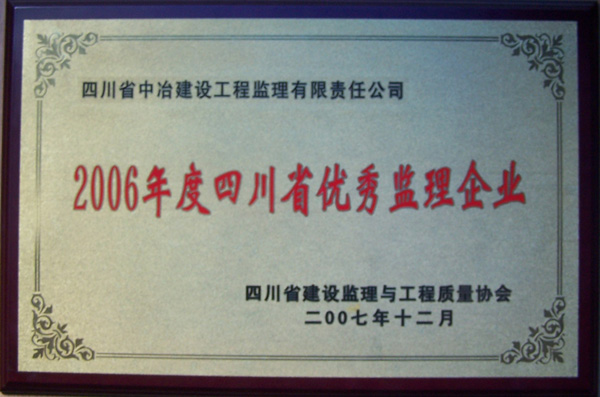 四川省中冶建设工程监理有限责任公司
2006年度四川省优秀监理企业
四川省建设监理与工程质量协会
二00七年十二月